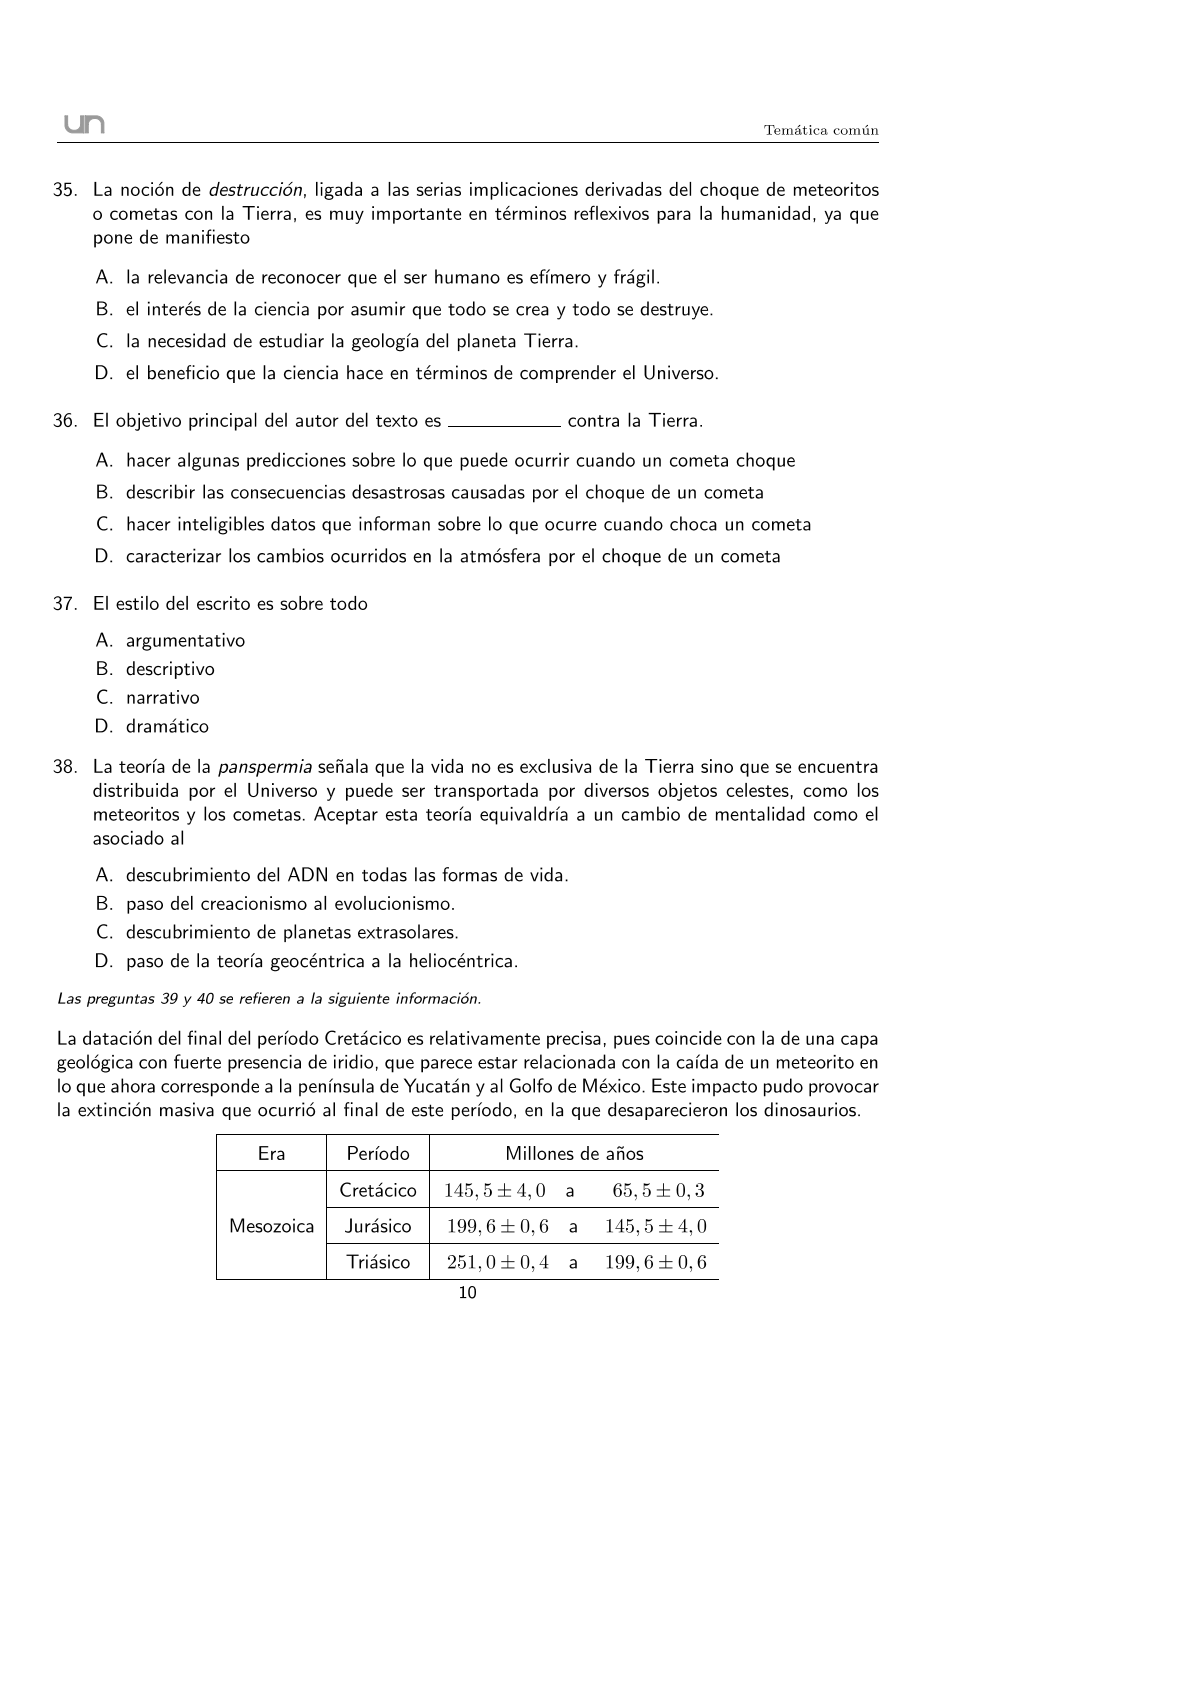 un
Temática común
35. La noción de destrucción, ligada a las serias implicaciones derivadas del choque de meteoritos
o cometas con la Tierra, es muy importante en términos reflexivos para la humanidad, ya que
pone de manifiesto
A. la relevancia de reconocer que el ser humano es efímero y frágil.
B. el interés de la ciencia por asumir que todo se crea y todo se destruye.
C. la necesidad de estudiar la geología del planeta Tierra.
D. el beneficio que la ciencia hace en términos de comprender el Universo.
36. El objetivo principal del autor del texto es ____________ contra la Tierra.
A. hacer algunas predicciones sobre lo que puede ocurrir cuando un cometa choque
B. describir las consecuencias desastrosas causadas por el choque de un cometa
C. hacer inteligibles datos que informan sobre lo que ocurre cuando choca un cometa
D. caracterizar los cambios ocurridos en la atmósfera por el choque de un cometa
37. El estilo del escrito es sobre todo
A. argumentativo
B. descriptivo
C. narrativo
D. dramático
38. La teoría de la panspermia señala que la vida no es exclusiva de la Tierra sino que se encuentra
distribuida por el Universo y puede ser transportada por diversos objetos celestes, como los
meteoritos y los cometas. Aceptar esta teoría equivaldría a un cambio de mentalidad como el
asociado al
A. descubrimiento del ADN en todas las formas de vida.
B. paso del creacionismo al evolucionismo.
C. descubrimiento de planetas extrasolares.
D. paso de la teoría geocéntrica a la heliocéntrica.
Las preguntas 39 y 40 se refieren a la siguiente información.
La datación del final del período Cretácico es relativamente precisa, pues coincide con la de una capa
geológica con fuerte presencia de iridio, que parece estar relacionada con la caída de un meteorito en
lo que ahora corresponde a la península de Yucatán y al Golfo de México. Este impacto pudo provocar
la extinción masiva que ocurrió al final de este período, en la que desaparecieron los dinosaurios.
Era Período Millones de años
Cretácico 145, 5 ± 4, 0 a 65, 5 ± 0, 3
Mesozoica Jurásico 199, 6 ± 0, 6 a 145, 5 ± 4, 0
Triásico 251, 0 ± 0, 4 a 199, 6 ± 0, 6
10